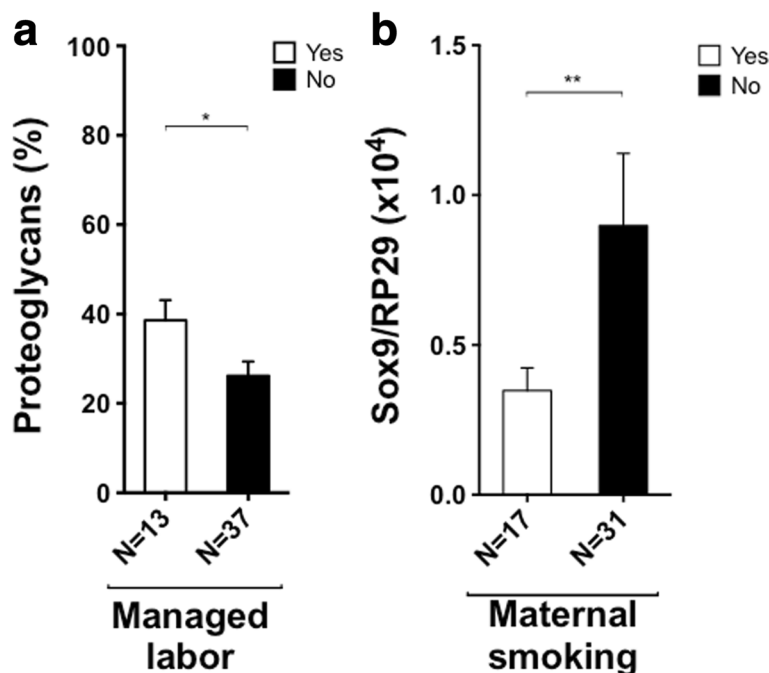 a
Proteoglycans (%)
100
80
60
40
20
0
Yes
No
*
N=13
N=37
Managed
labor
b
Sox9/RP29 (x10⁴)
1.5
1.0
0.5
0.0
Yes
No
**
N=17
N=31
Maternal
smoking